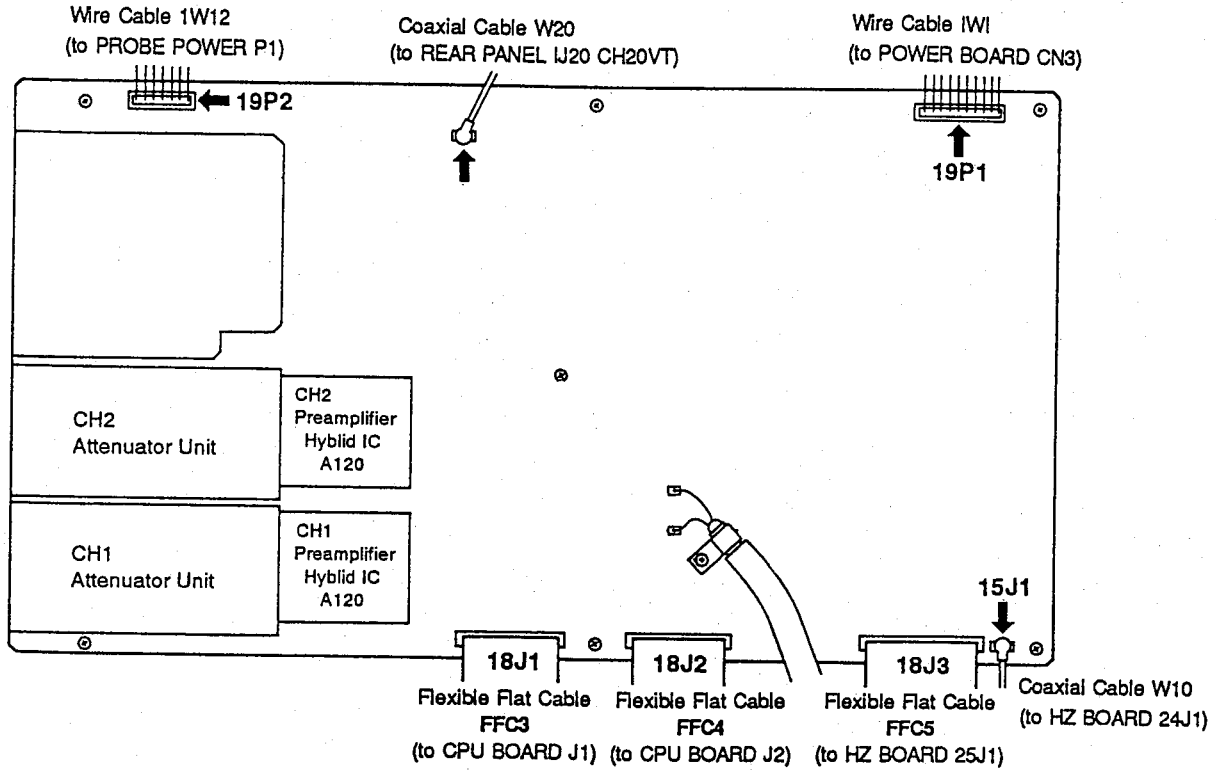 Wire Cable 1W12
(to PROBE POWER P1)
Coaxial Cable W20
(to REAR PANEL IJ20 CH20VT)
Wire Cable IWI
(to POWER BOARD CN3)
19P2
19P1
CH2
Attenuator Unit
CH2
Preamplifier
Hyblid IC
A120
CH1
Attenuator Unit
CH1
Preamplifier
Hyblid IC
A120
15J1
18J1
18J2
18J3
Flexible Flat Cable
FFC3
(to CPU BOARD J1)
Flexible Flat Cable
FFC4
(to CPU BOARD J2)
Flexible Flat Cable
FFC5
(to HZ BOARD 25J1)
Coaxial Cable W10
(to HZ BOARD 24J1)